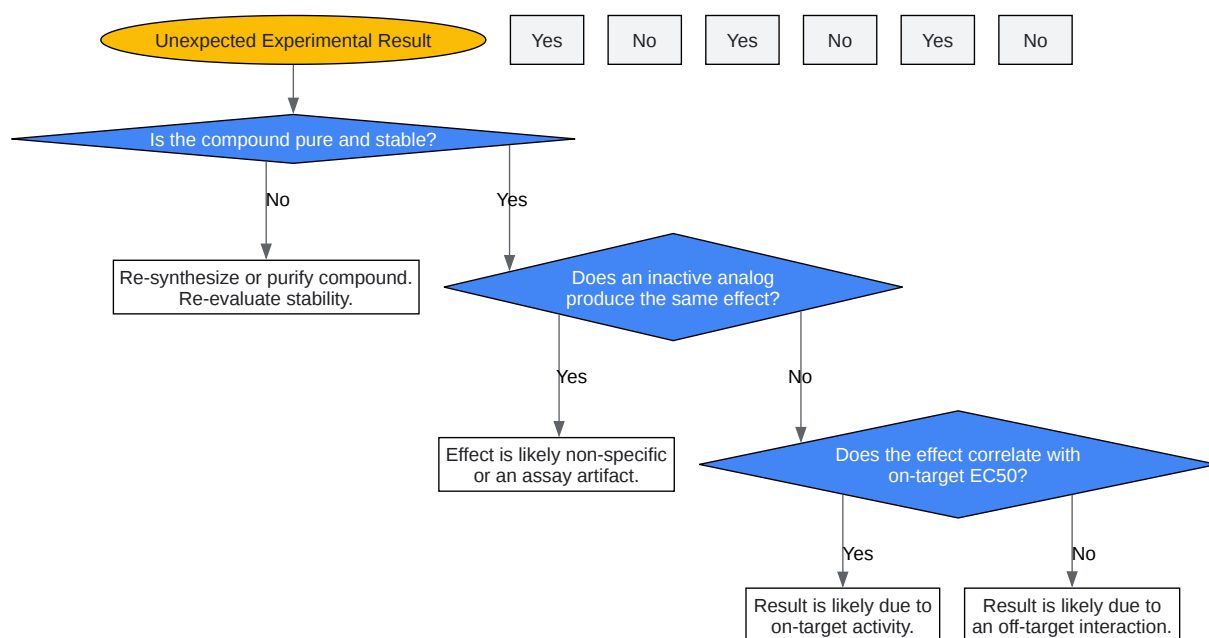 Unexpected Experimental Result
Yes
No
Yes
No
Yes
No
Is the compound pure and stable?
No
Yes
Re-synthesize or purify compound.
Re-evaluate stability.
Does an inactive analog
produce the same effect?
Yes
No
Effect is likely non-specific
or an assay artifact.
Does the effect correlate with
on-target EC50?
Yes
No
Result is likely due to
on-target activity.
Result is likely due to
an off-target interaction.